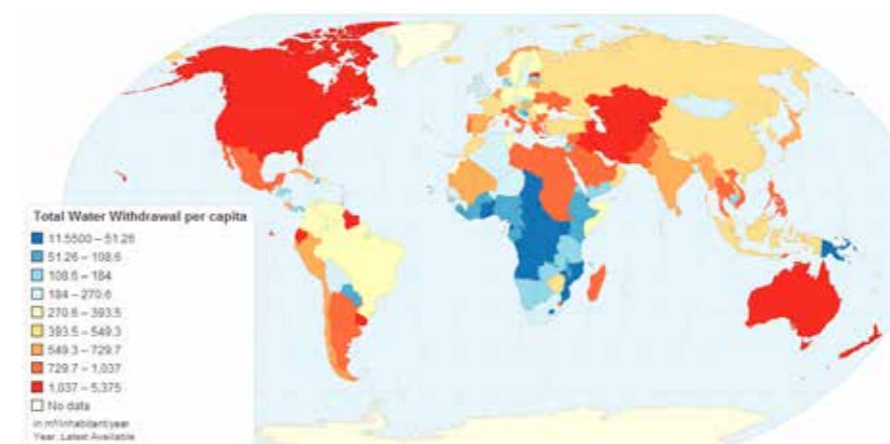 Total Water Withdrawal per capita
11.5500 – 51.26
51.26 – 108.6
108.6 – 184
184 – 270.6
270.6 – 393.5
393.5 – 549.3
549.3 – 729.7
729.7 – 1,037
1,037 – 5,375
No data
in m³/inhabitant/year
Year: Latest Available